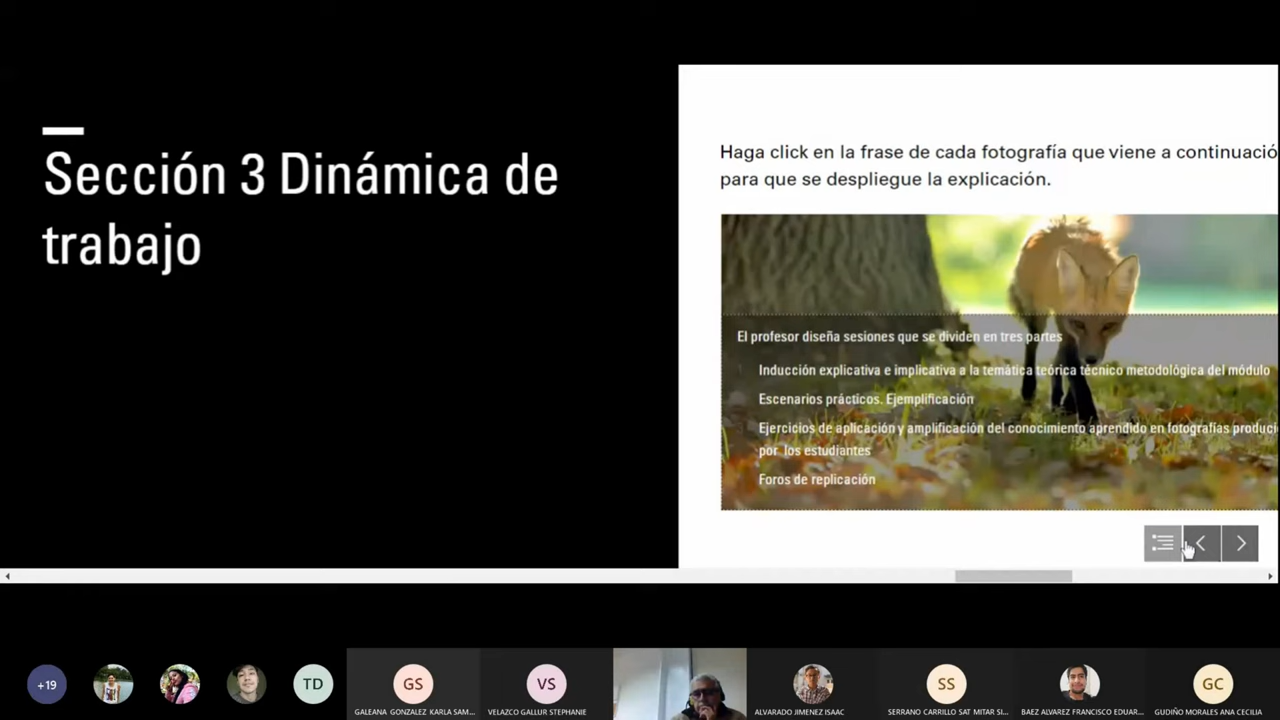 Sección 3 Dinámica de
trabajo
Haga click en la frase de cada fotografía que viene a continuació
para que se despliegue la explicación.
El profesor diseña sesiones que se dividen en tres partes
Inducción explicativa e implicativa a la temática teórica técnico metodológica del módulo
Escenarios prácticos. Ejemplificación
Ejercicios de aplicación y amplificación del conocimiento aprendido en fotografías produci
por los estudiantes
Foros de replicación
+19
TD
GS
GALEANA GONZALEZ KARLA SAM...
VS
VELAZCO GALLUR STEPHANIE
ALVARADO JIMENEZ ISAAC
SS
SERRANO CARRILLO SAT MITAR SI...
BAEZ ALVAREZ FRANCISCO EDUAR...
GC
GUDIÑO MORALES ANA CECILIA